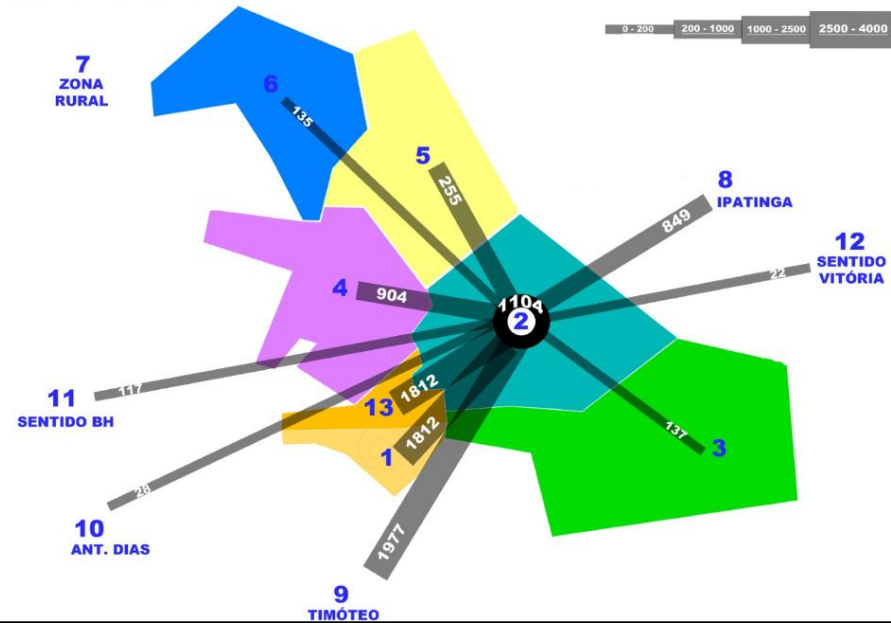 0 - 200
200 - 1000
1000 - 2500
2500 - 4000
7
ZONA
RURAL
6
135
5
255
8
IPATINGA
849
12
SENTIDO
VITÓRIA
22
4
904
1104
2
11
SENTIDO BH
117
13
1812
1
1812
137
3
10
ANT. DIAS
28
1977
9
TIMÓTEO